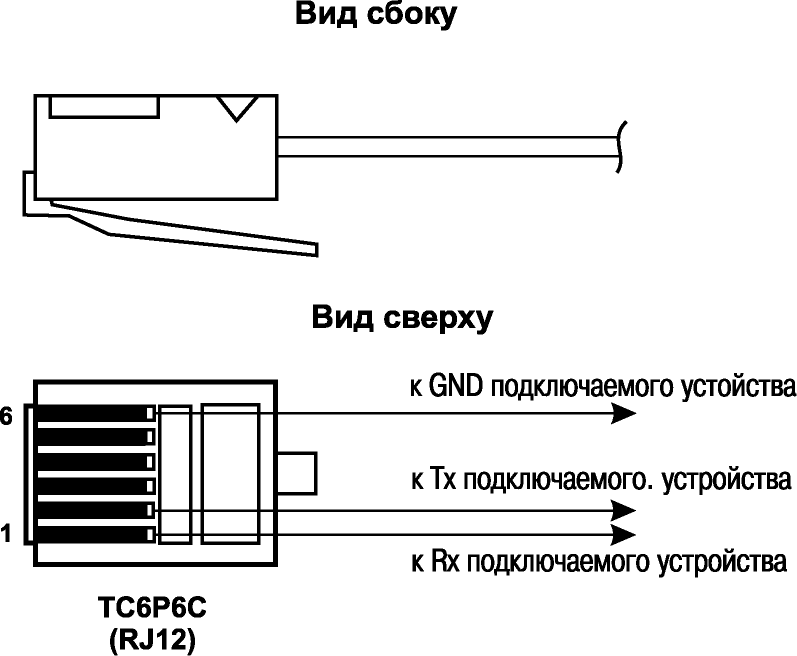 Вид сбоку
Вид сверху
к GND подключаемого устойства
6
к Tx подключаемого. устройства
1
к Rx подключаемого устройства
TC6P6C
(RJ12)